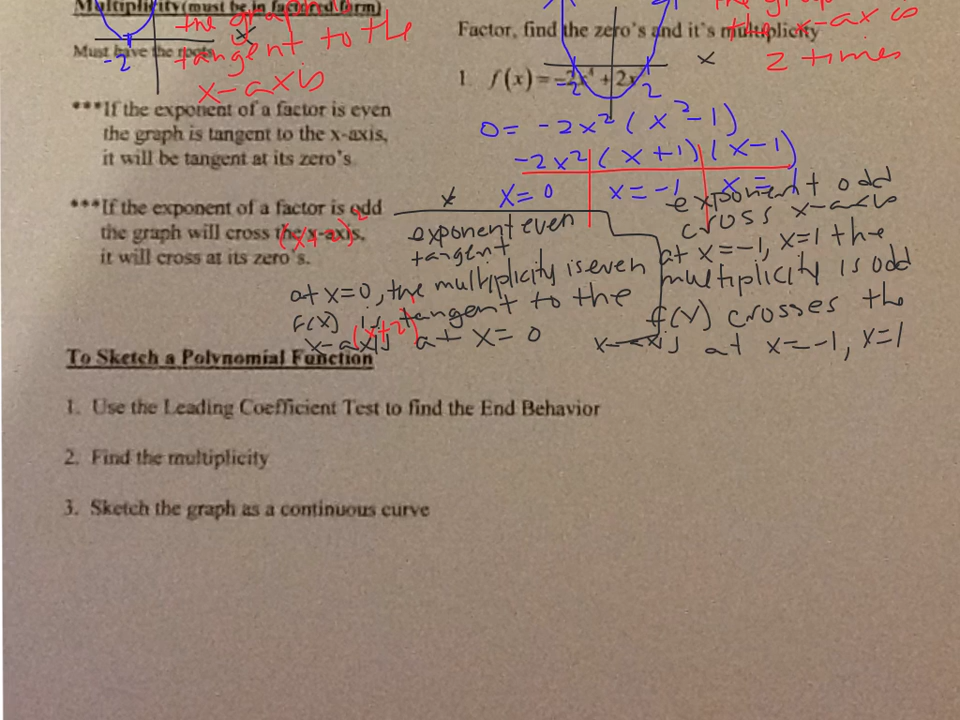 Multiplicity (must be in factored form)
the graph
Must have the roots
tangent to the
x-axis
-2
x
***If the exponent of a factor is even
the graph is tangent to the x-axis,
it will be tangent at its zero's
***If the exponent of a factor is odd
the graph will cross the x-axis,
it will cross at its zero's.
(x+2)
the x-axis
2 times
Factor, find the zero's and it's multiplicity
x
1. f(x) = -2x⁴ + 2x²
-2
2
0 = -2x² (x² - 1)
-2x² (x + 1) (x - 1)
x = 0
x = -1
x = 1
* exponent even
tangent
at x=0, the multiplicity is even
f(x) is tangent to the
x-axis at x = 0
exponent odd
cross x-axis
at x=-1, x=1 the
multiplicity is odd
f(x) crosses the
x-axis at x=-1, x=1
To Sketch a Polynomial Function
1. Use the Leading Coefficient Test to find the End Behavior
2. Find the multiplicity
3. Sketch the graph as a continuous curve